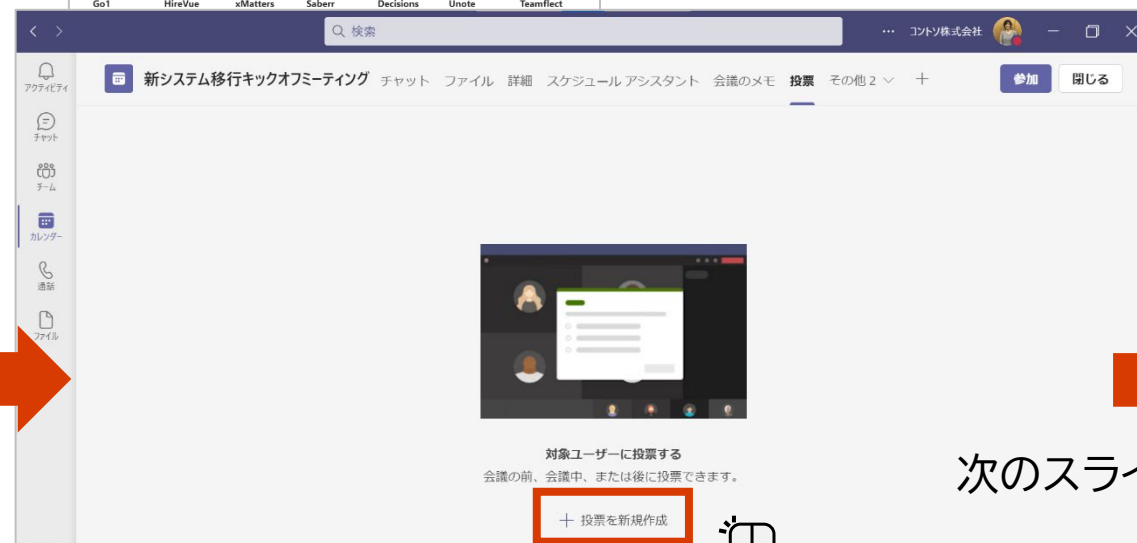 Go1 HireVue xMatters Saberr Decisions Unote Teamflect
検索 … コントソ株式会社
新システム移行キックオフミーティング チャット ファイル 詳細 スケジュール アシスタント 会議のメモ 投票 その他 2 参加 閉じる
アクティビティ
チャット
チーム
カレンダー
通話
ファイル
対象ユーザーに投票する
会議の前、会議中、または後に投票できます。
次のスライ
+ 投票を新規作成